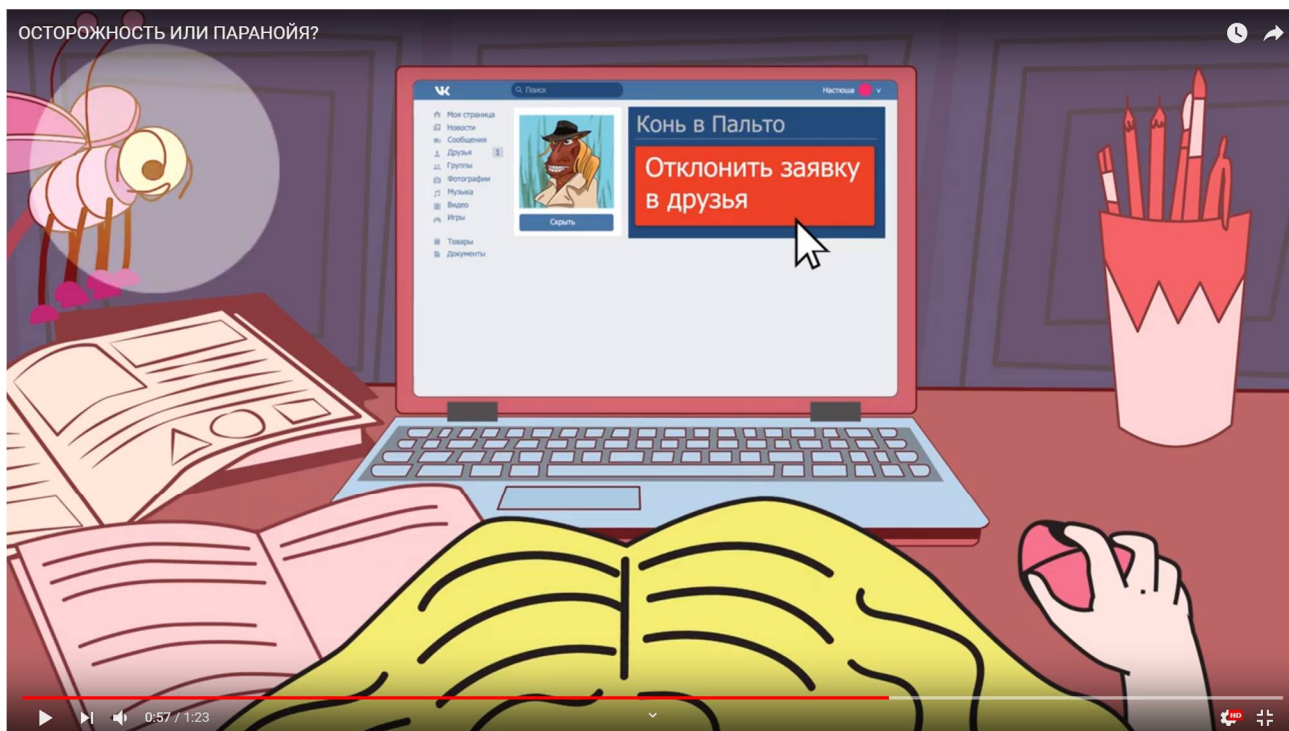 ОСТОРОЖНОСТЬ ИЛИ ПАРАНОЙЯ?
Поиск
Настюша
Моя страница
Новости
Сообщения
Друзья 1
Группы
Фотографии
Музыка
Видео
Игры
Товары
Документы
Скрыть
Конь в Пальто
Отклонить заявку
в друзья
0:57 / 1:23
HD